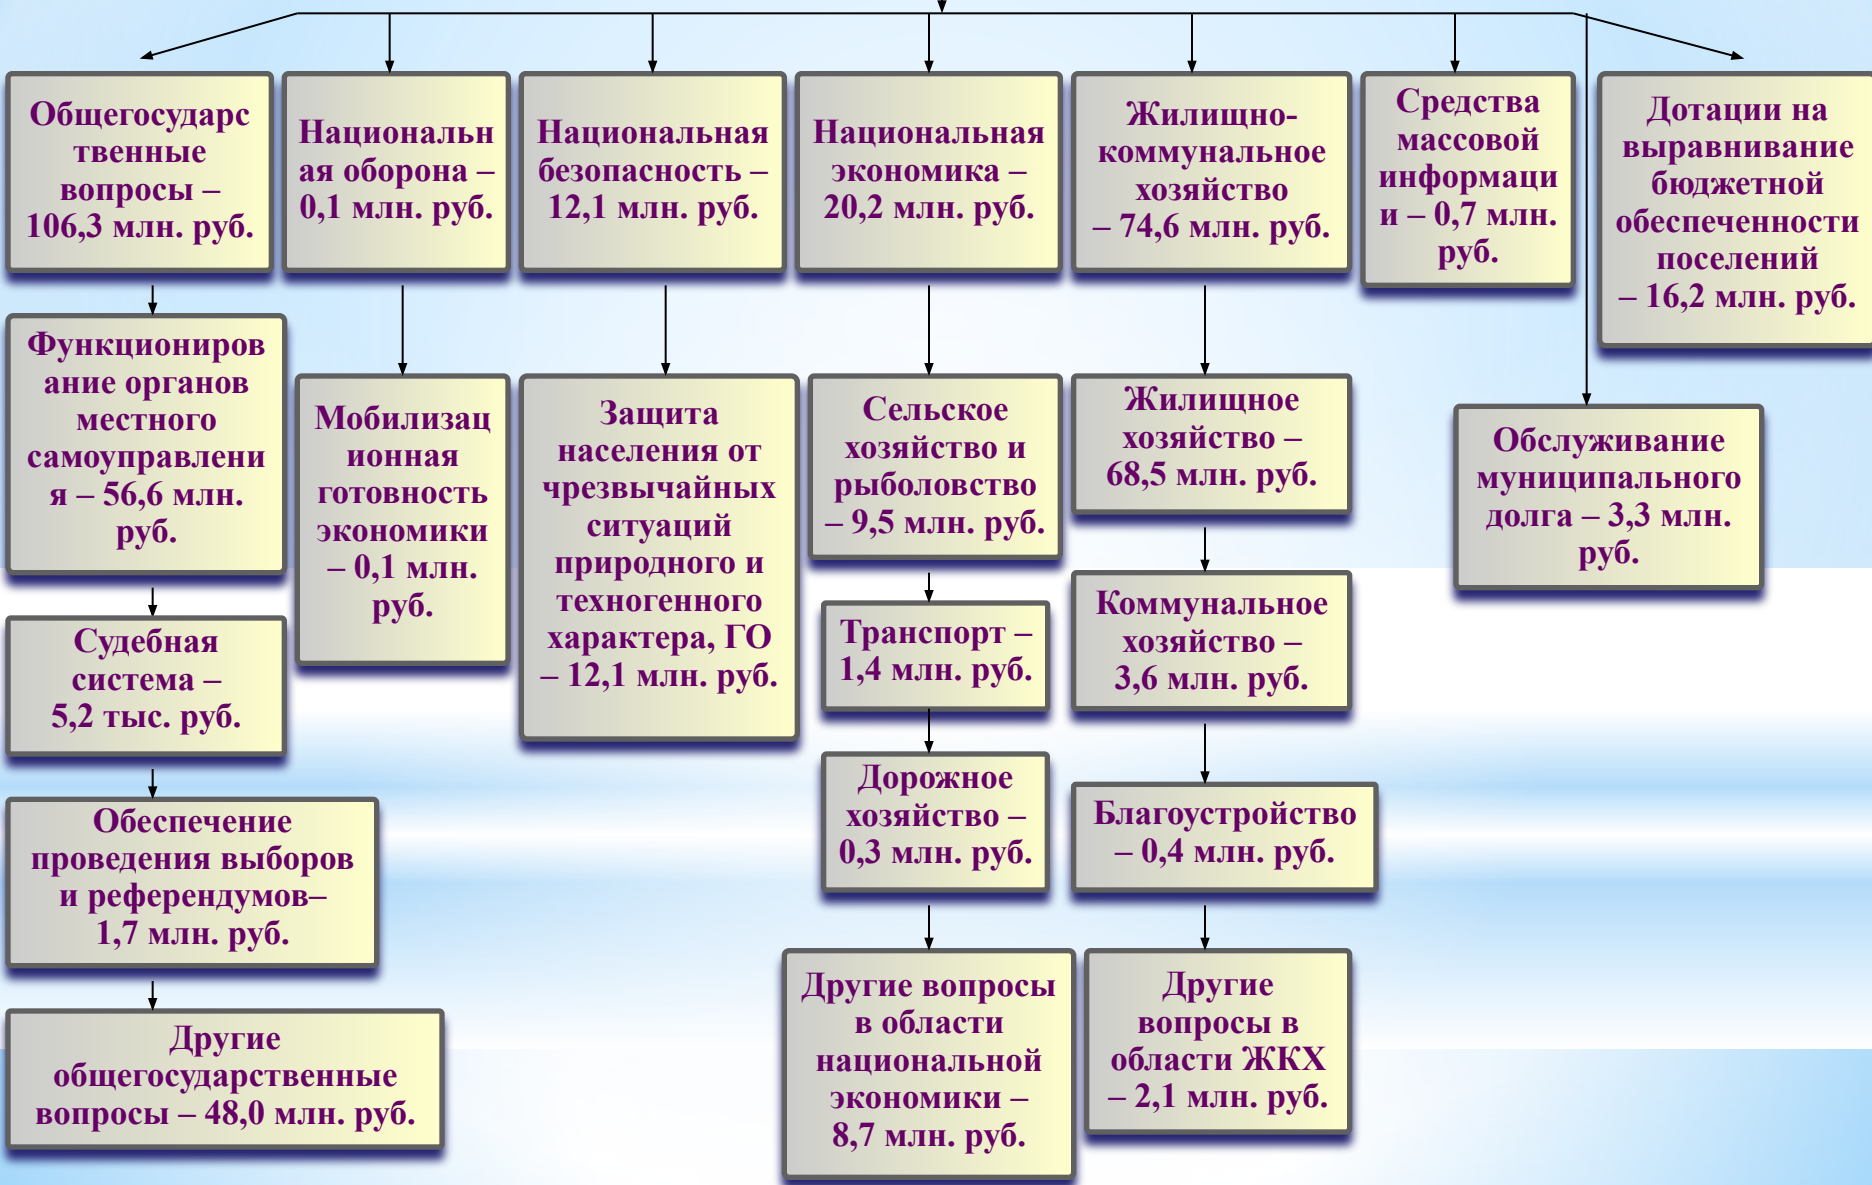 Общегосударс
твенные
вопросы –
106,3 млн. руб.
Национальн
ая оборона –
0,1 млн. руб.
Национальная
безопасность –
12,1 млн. руб.
Национальная
экономика –
20,2 млн. руб.
Жилищно-
коммунальное
хозяйство
– 74,6 млн. руб.
Средства
массовой
информаци
и – 0,7 млн.
руб.
Дотации на
выравнивание
бюджетной
обеспеченности
поселений
– 16,2 млн. руб.
Функциониров
ание органов
местного
самоуправлени
я – 56,6 млн.
руб.
Мобилизац
ионная
готовность
экономики
– 0,1 млн.
руб.
Защита
населения от
чрезвычайных
ситуаций
природного и
техногенного
характера, ГО
– 12,1 млн. руб.
Сельское
хозяйство и
рыболовство
– 9,5 млн. руб.
Жилищное
хозяйство –
68,5 млн. руб.
Обслуживание
муниципального
долга – 3,3 млн.
руб.
Судебная
система –
5,2 тыс. руб.
Транспорт –
1,4 млн. руб.
Коммунальное
хозяйство –
3,6 млн. руб.
Обеспечение
проведения выборов
и референдумов–
1,7 млн. руб.
Дорожное
хозяйство –
0,3 млн. руб.
Благоустройство
– 0,4 млн. руб.
Другие
общегосударственные
вопросы – 48,0 млн. руб.
Другие вопросы
в области
национальной
экономики –
8,7 млн. руб.
Другие
вопросы в
области ЖКХ
– 2,1 млн. руб.